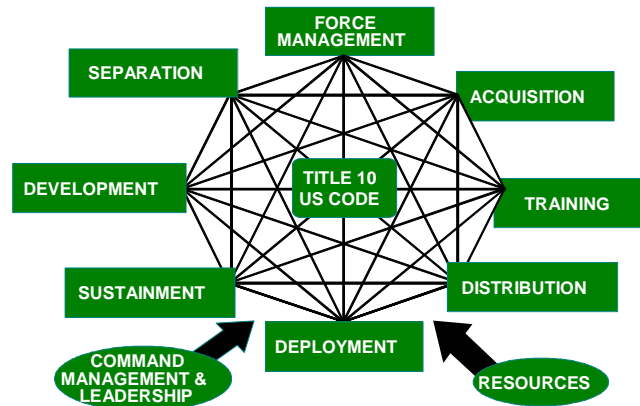 FORCE
MANAGEMENT
SEPARATION
ACQUISITION
TITLE 10
US CODE
DEVELOPMENT
TRAINING
SUSTAINMENT
DISTRIBUTION
DEPLOYMENT
COMMAND
MANAGEMENT &
LEADERSHIP
RESOURCES